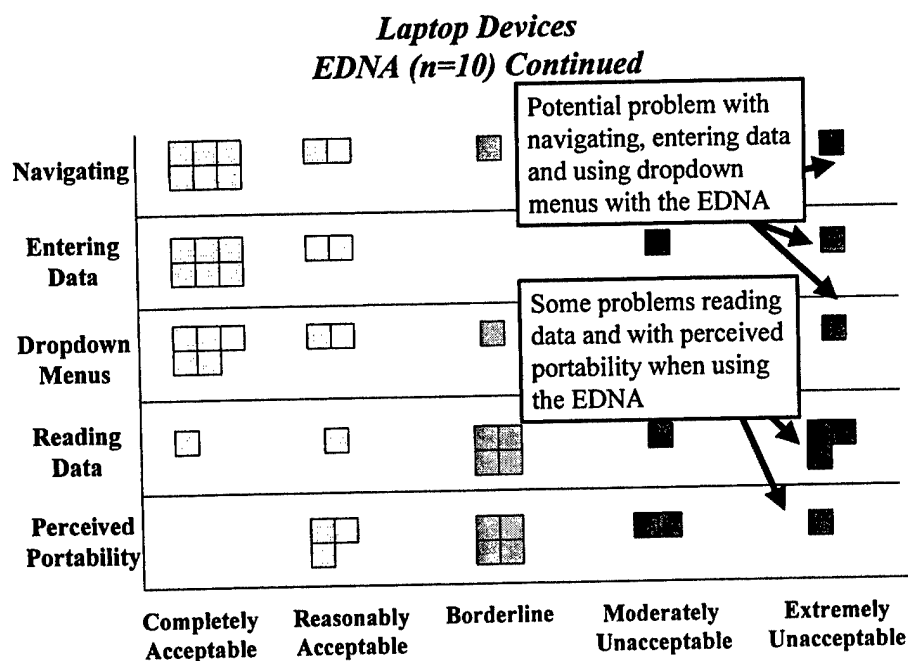 Laptop Devices
EDNA (n=10) Continued
Potential problem with
navigating, entering data
and using dropdown
menus with the EDNA
Navigating
Entering
Data
Some problems reading
data and with perceived
portability when using
the EDNA
Dropdown
Menus
Reading
Data
Perceived
Portability
Completely
Acceptable
Reasonably
Acceptable
Borderline
Moderately
Unacceptable
Extremely
Unacceptable